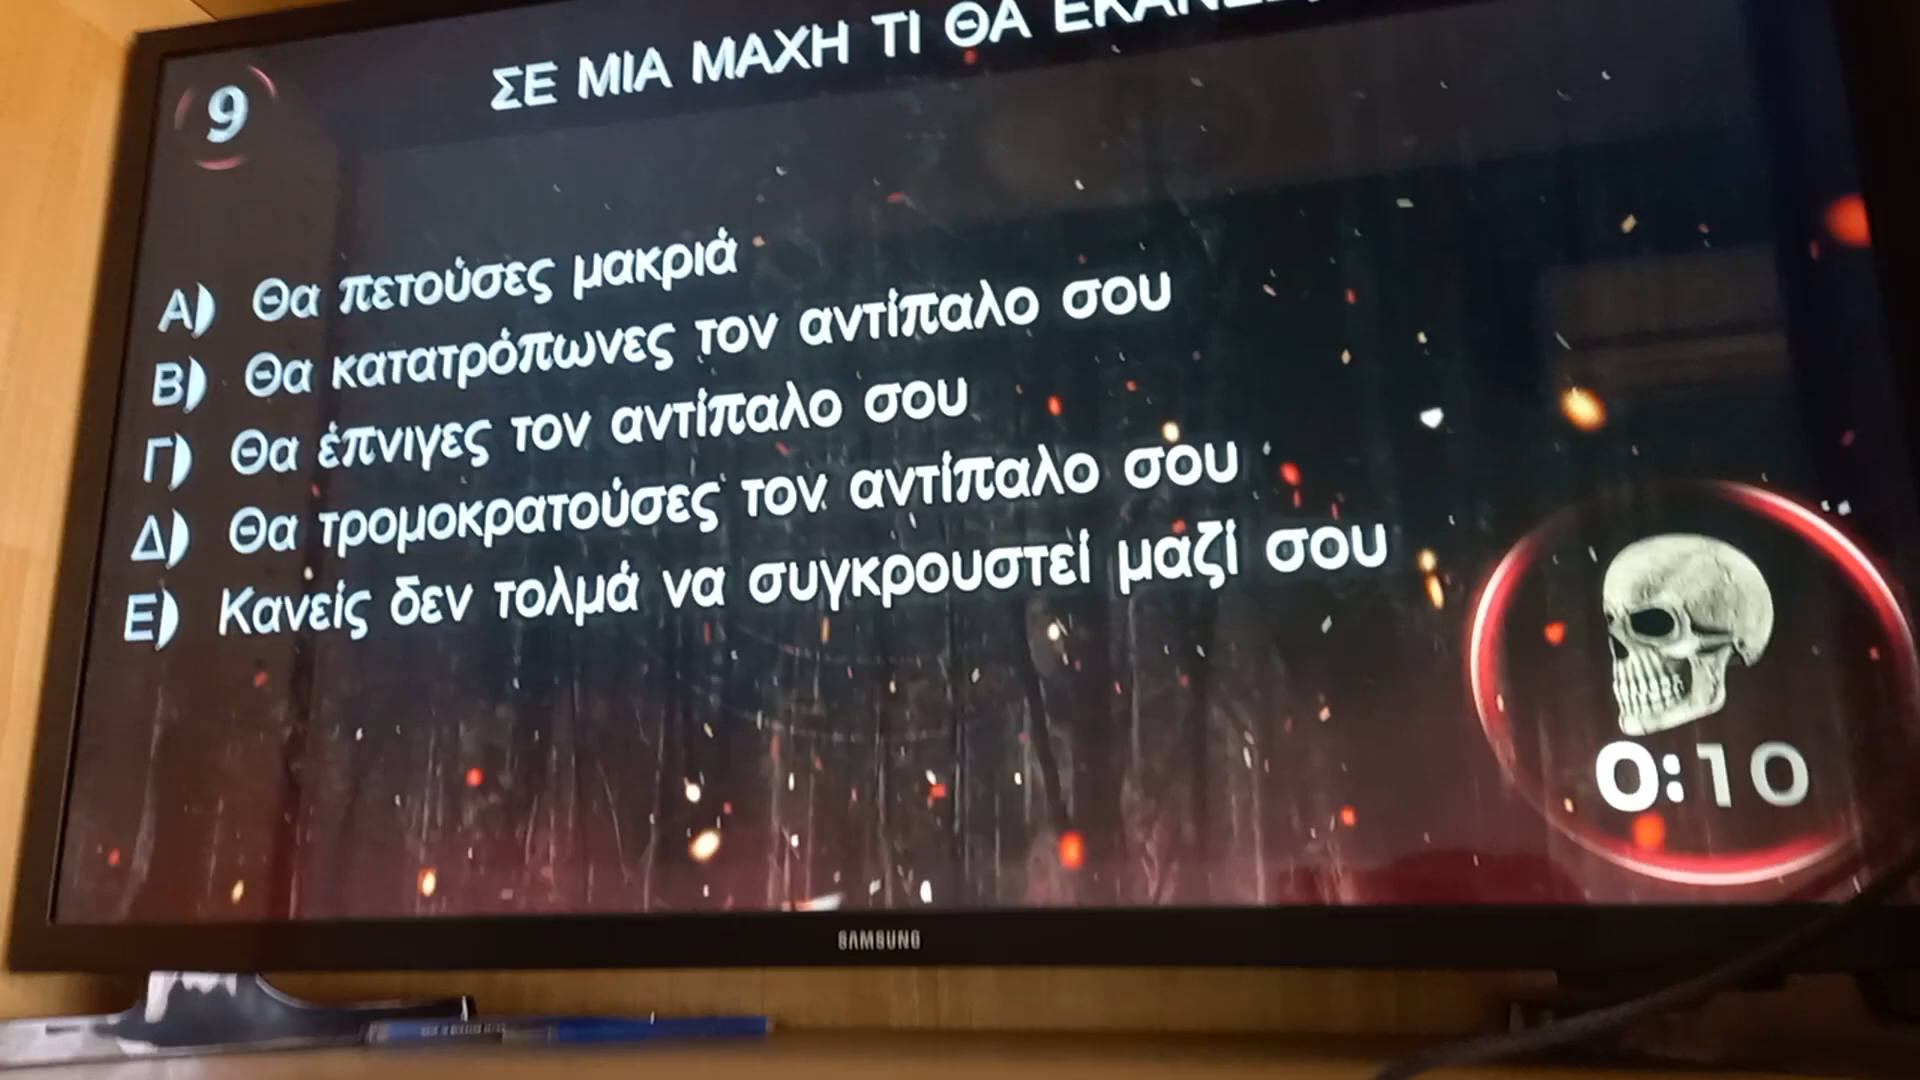 9
ΣΕ ΜΙΑ ΜΑΧΗ ΤΙ ΘΑ
Α) Θα πετούσες μακριά
Β) Θα κατατρόπωνες τον αντίπαλο σου
Γ) Θα έπνιγες τον αντίπαλο σου
Δ) Θα τρομοκρατούσες τον αντίπαλο σου
Ε) Κανείς δεν τολμά να συγκρουστεί μαζί σου
0:10
SAMSUNG